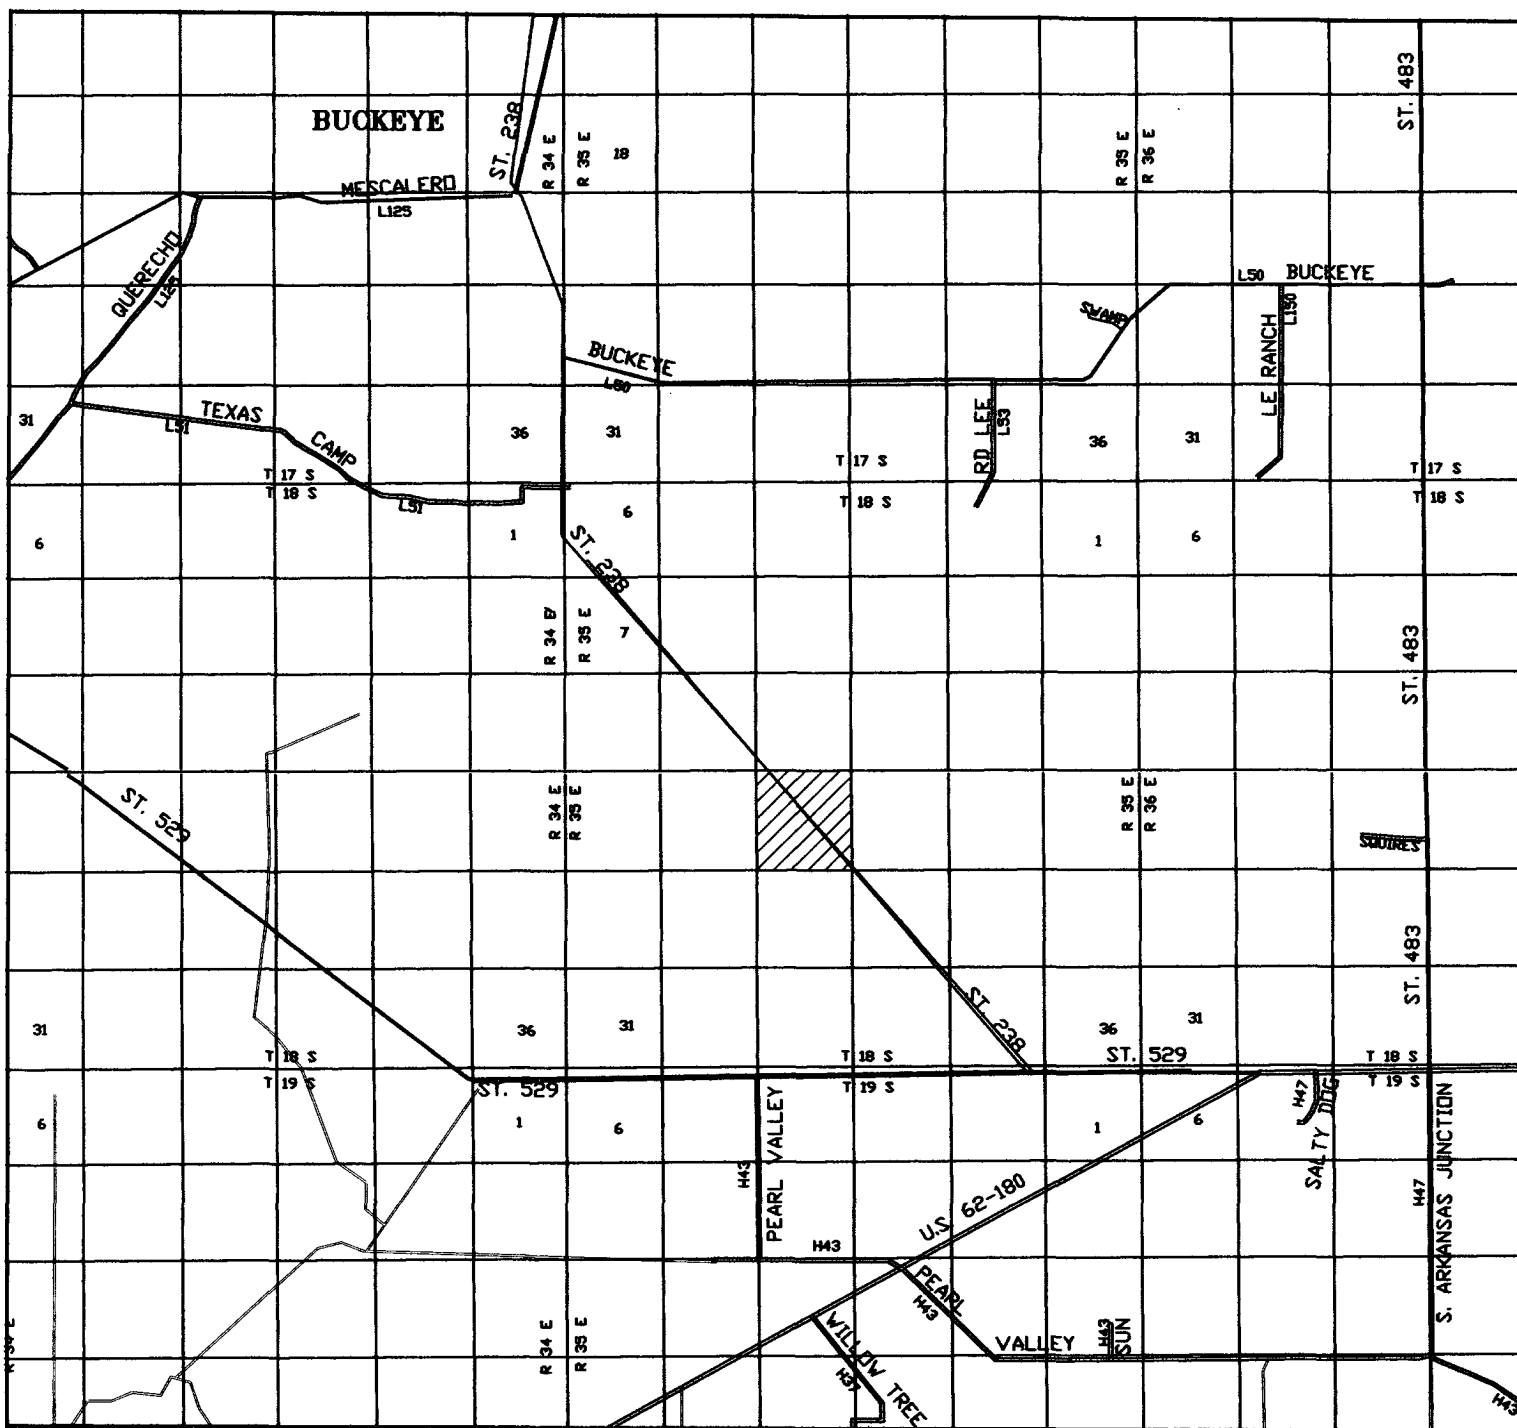 ST. 483
BUCKEYE
ST. 238
R 34 E
R 35 E
18
R 35 E
R 36 E
MESCALERO
L125
QUERECHO
L125
L50
BUCKEYE
SWAMP
LE RANCH
L150
BUCKEYE
L50
31
TEXAS
L51
CAMP
36
31
RD LEE
L53
36
31
T 17 S
T 18 S
T 17 S
T 18 S
T 17 S
T 18 S
L51
6
1
6
1
6
ST. 238
R 34 E
R 35 E
7
ST. 483
ST. 529
R 34 E
R 35 E
R 35 E
R 36 E
SQUIRES
ST. 483
ST. 238
31
36
31
36
31
T 18 S
T 19 S
T 18 S
T 19 S
ST. 529
T 18 S
T 19 S
ST. 529
6
1
6
1
6
H43
PEARL VALLEY
H47
SALTY DOG
H47
S. ARKANSAS JUNCTION
U.S. 62-180
H43
PEARL
H43
R 34 E
R 34 E
R 35 E
WILLOW TREE
H37
VALLEY
H43
SUN
H43